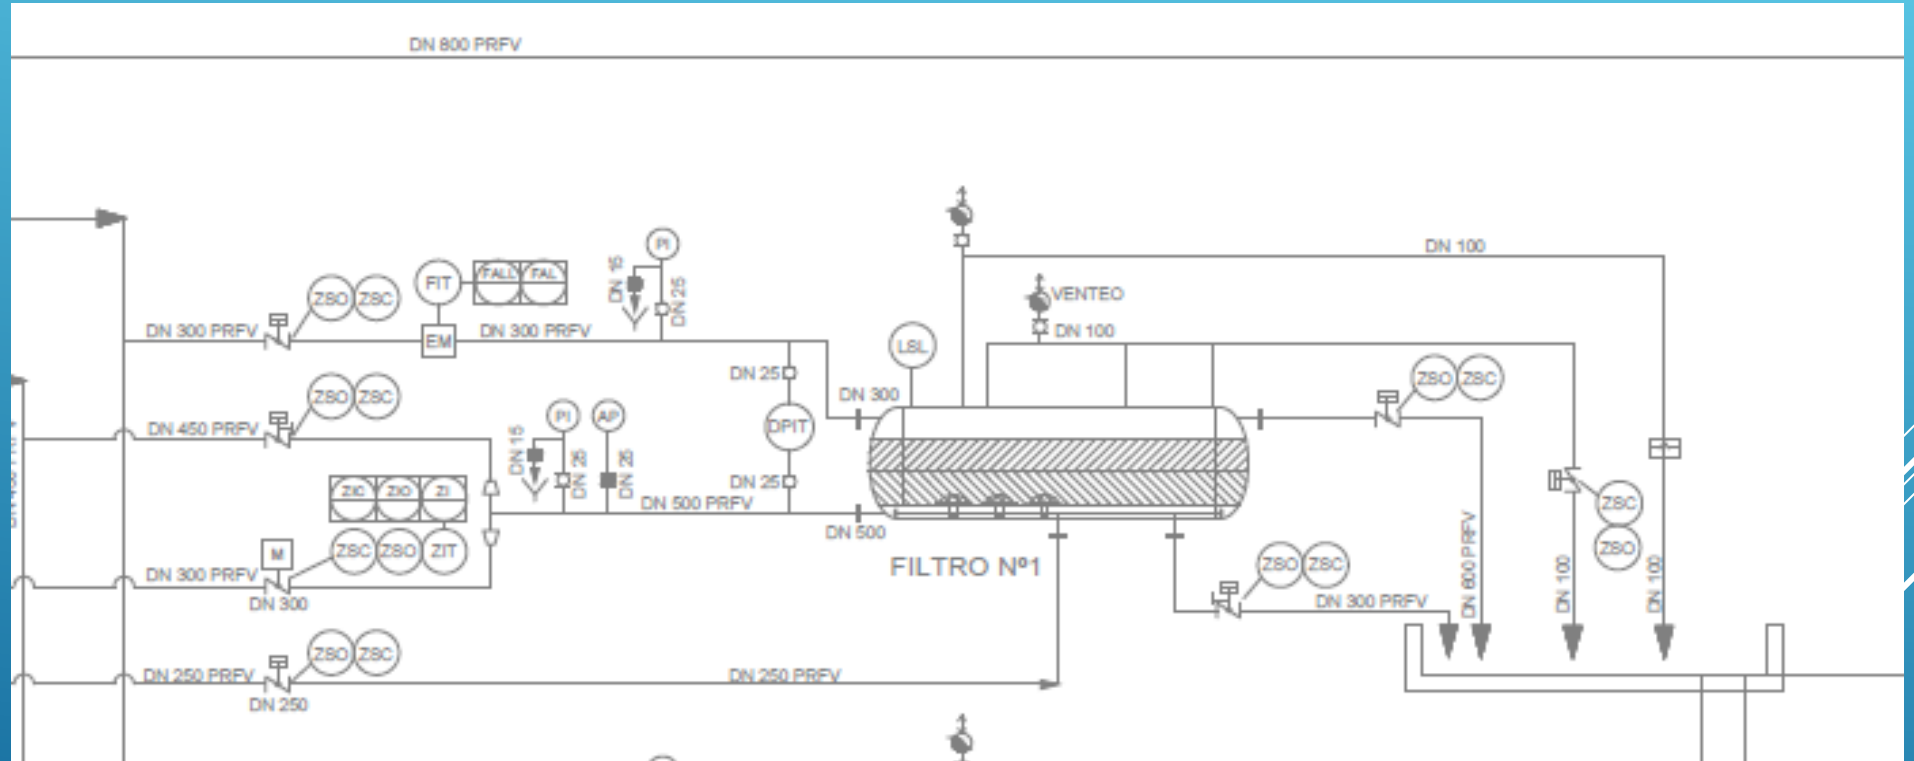 DN 800 PRFV
DN 100
PI
DN 15
DN 25
FIT
FALL
FAL
ZSO
ZSC
DN 300 PRFV
EM
DN 300 PRFV
VENTEO
DN 100
LSL
DN 25
DN 300
ZSO
ZSC
ZSO
ZSC
DN 450 PRFV
PI
AP
DPIT
DN 15
DN 25
DN 25
DN 25
DN 500 PRFV
DN 500
ZIC
ZIO
ZI
ZSC
ZSO
ZIT
M
DN 300 PRFV
DN 300
FILTRO Nº1
ZSC
ZSO
ZSO
ZSC
DN 300 PRFV
DN 600 PRFV
DN 100
DN 100
ZSO
ZSC
DN 250 PRFV
DN 250
DN 250 PRFV